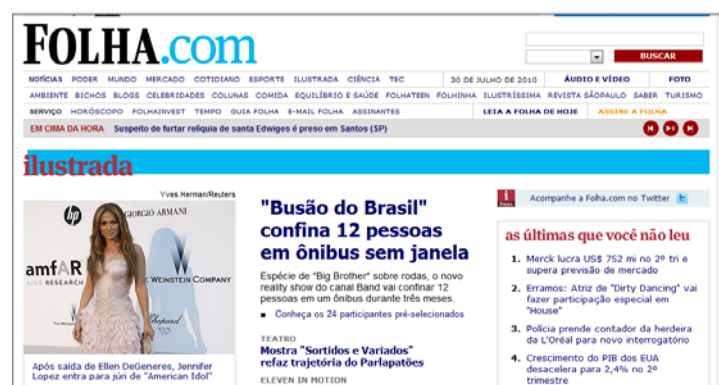 FOLHA.com
BUSCAR
NOTÍCIAS PODER MUNDO MERCADO COTIDIANO ESPORTE ILUSTRADA CIÊNCIA TEC 30 DE JULHO DE 2010 ÁUDIO E VÍDEO FOTO
AMBIENTE BICHOS BLOGS CELEBRIDADES COLUNAS COMIDA EQUILÍBRIO E SAÚDE FOLHATEEN FOLHINHA ILUSTRÍSSIMA REVISTA SÃOPAULO SABER TURISMO
SERVIÇO HORÓSCOPO FOLHAINVEST TEMPO GUIA FOLHA E-MAIL FOLHA ASSINANTES LEIA A FOLHA DE HOJE ASSINE A FOLHA
EM CIMA DA HORA Suspeito de furtar relíquia de santa Edwiges é preso em Santos (SP)
ilustrada
Yves Herman/Reuters
hp
GIORGIO ARMANI
amfAR
AIDS RESEARCH
WEINSTEIN COMPANY
Chopard
Após saída de Ellen DeGeneres, Jennifer
Lopez entra para júri de "American Idol"
"Busão do Brasil"
confina 12 pessoas
em ônibus sem janela
Espécie de "Big Brother" sobre rodas, o novo
reality show do canal Band vai confinar 12
pessoas em um ônibus durante três meses.
Conheça os 24 participantes pré-selecionados
TEATRO
Mostra "Sortidos e Variados"
refaz trajetória do Parlapatões
ELEVEN IN MOTION
Acompanhe a Folha.com no Twitter
as últimas que você não leu
1. Merck lucra US$ 752 mi no 2º tri e
supera previsão de mercado
2. Erramos: Atriz de "Dirty Dancing" vai
fazer participação especial em
"House"
3. Polícia prende contador da herdeira
da L'Oréal para novo interrogatório
4. Crescimento do PIB dos EUA
desacelera para 2,4% no 2º
trimestre